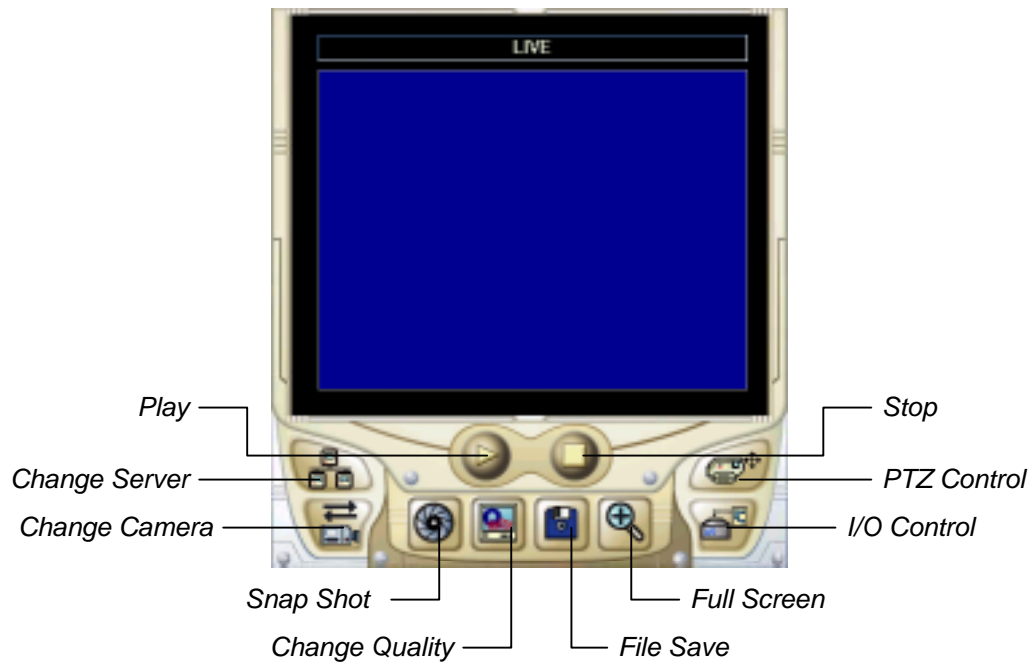 LIVE
Play
Stop
Change Server
PTZ Control
Change Camera
I/O Control
Snap Shot
Full Screen
Change Quality
File Save